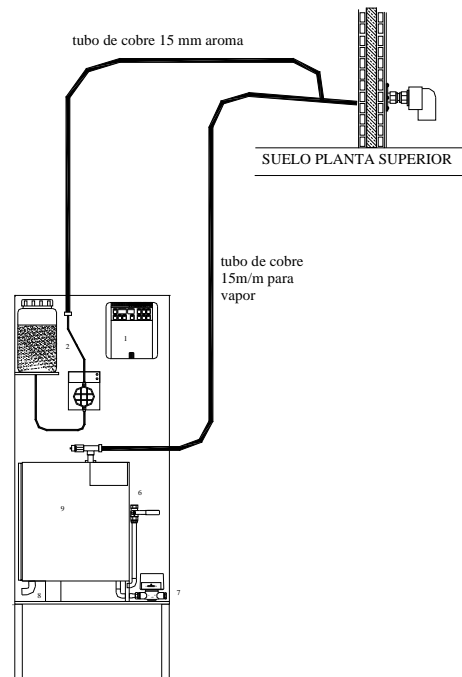 tubo de cobre 15 mm aroma
SUELO PLANTA SUPERIOR
tubo de cobre
15m/m para
vapor
1
2
6
9
7
8